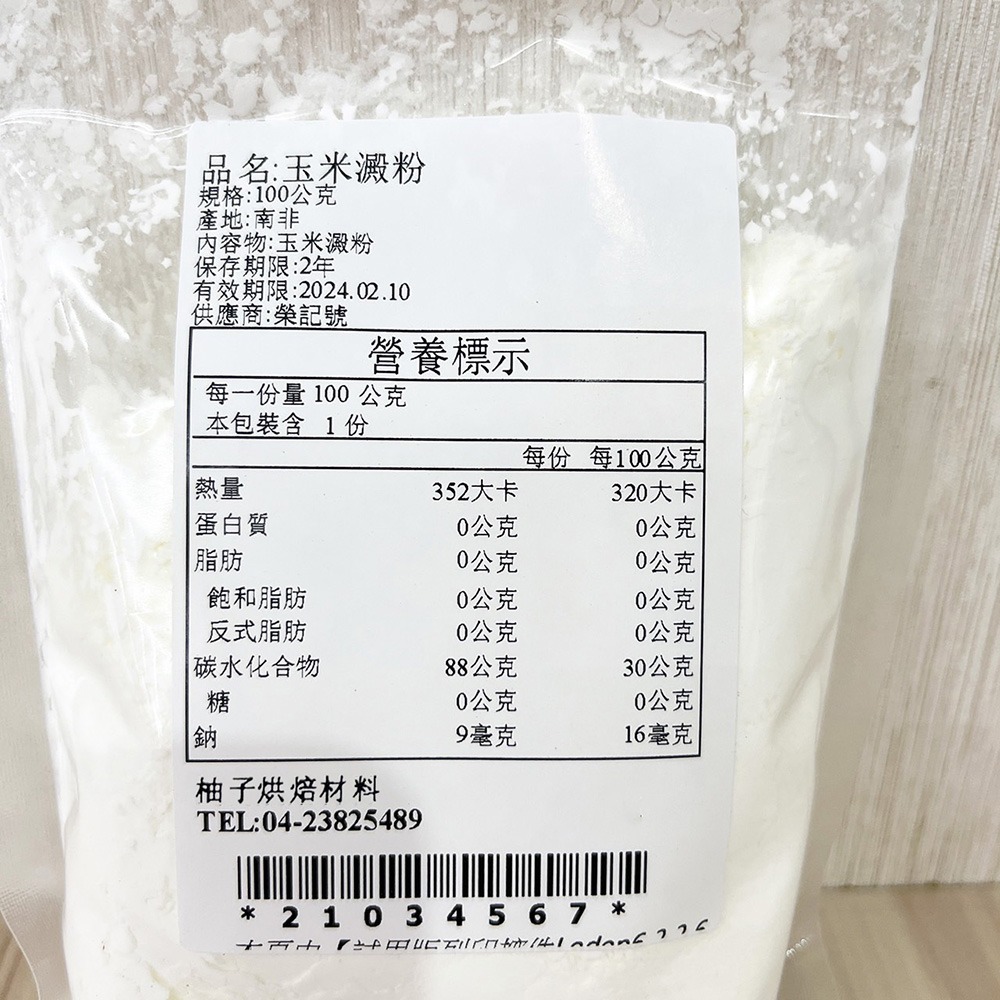 品名:玉米澱粉
規格:100公克
產地:南非
內容物:玉米澱粉
保存期限:2年
有效期限:2024.02.10
供應商:榮記號
營養標示
每一份量 100 公克
本包裝含 1 份
每份 每100公克
熱量 352大卡 320大卡
蛋白質 0公克 0公克
脂肪 0公克 0公克
飽和脂肪 0公克 0公克
反式脂肪 0公克 0公克
碳水化合物 88公克 30公克
糖 0公克 0公克
鈉 9毫克 16毫克
柚子烘焙材料
TEL:04-23825489
*21034567*